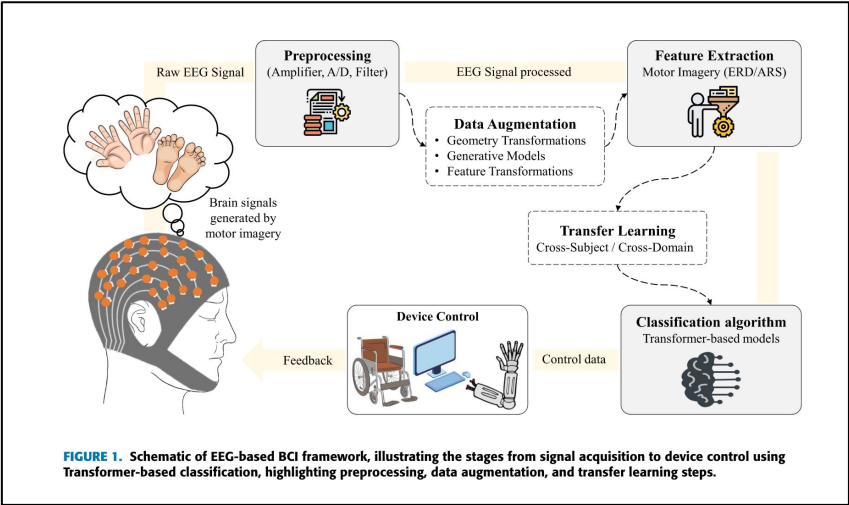 Raw EEG Signal
Preprocessing
(Amplifier, A/D, Filter)
EEG Signal processed
Feature Extraction
Motor Imagery (ERD/ARS)
Data Augmentation
• Geometry Transformations
• Generative Models
• Feature Transformations
Brain signals
generated by
motor imagery
Transfer Learning
Cross-Subject / Cross-Domain
Device Control
Classification algorithm
Transformer-based models
Feedback
Control data
FIGURE 1. Schematic of EEG-based BCI framework, illustrating the stages from signal acquisition to device control using
Transformer-based classification, highlighting preprocessing, data augmentation, and transfer learning steps.